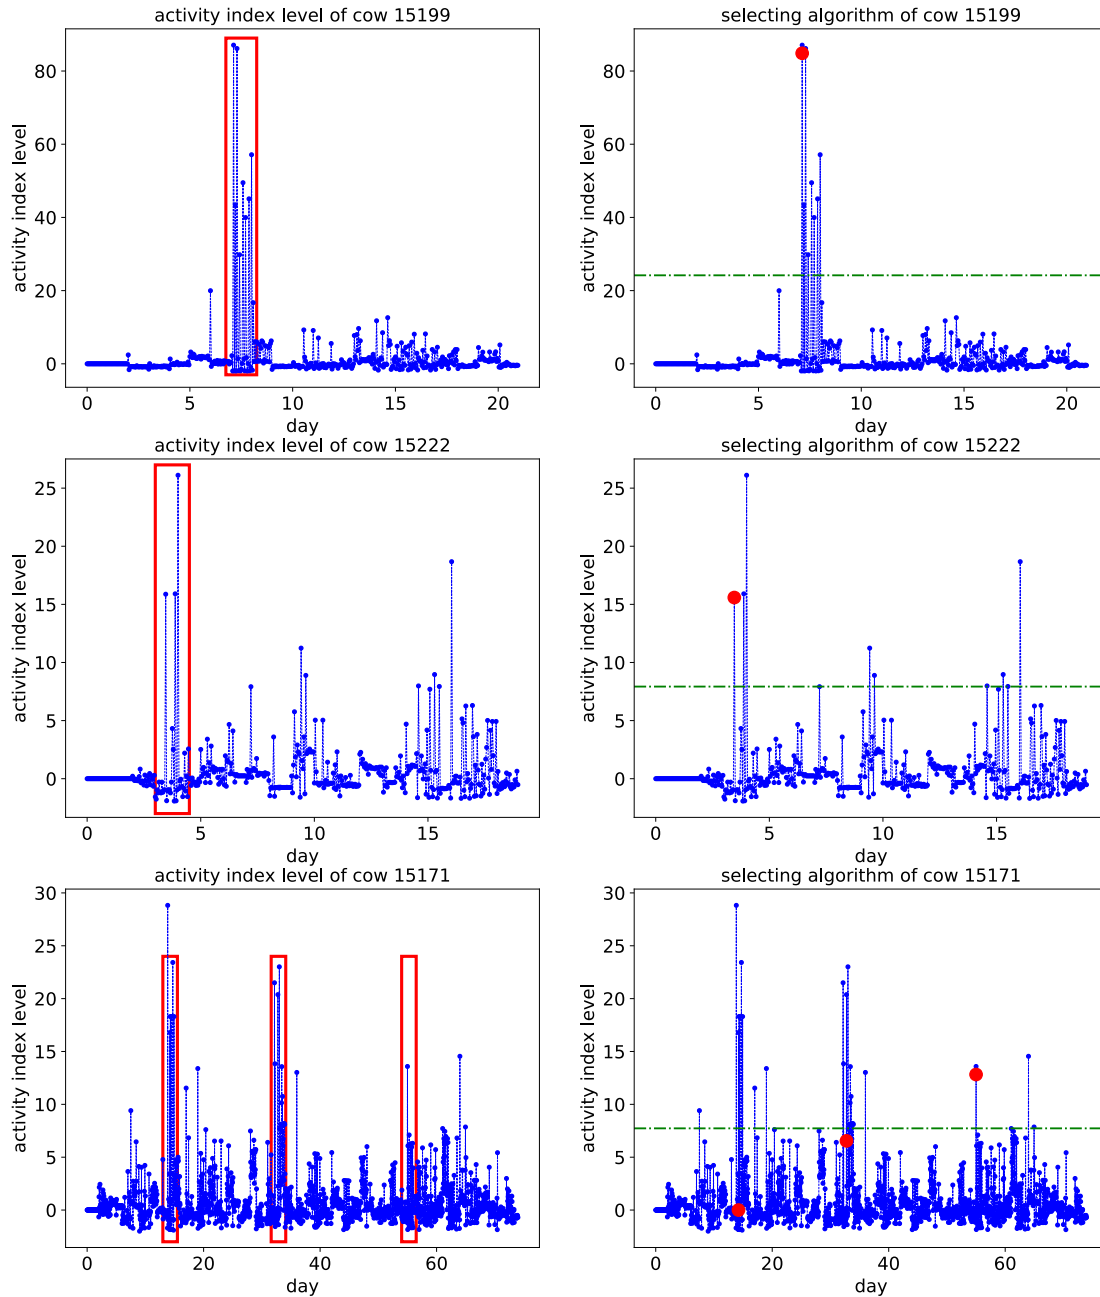 activity index level of cow 15199
activity index level
80
60
40
20
0
0 5 10 15 20
day
selecting algorithm of cow 15199
activity index level
80
60
40
20
0
0 5 10 15 20
day
activity index level of cow 15222
activity index level
25
20
15
10
5
0
0 5 10 15
day
selecting algorithm of cow 15222
activity index level
25
20
15
10
5
0
0 5 10 15
day
activity index level of cow 15171
activity index level
30
25
20
15
10
5
0
0 20 40 60
day
selecting algorithm of cow 15171
activity index level
30
25
20
15
10
5
0
0 20 40 60
day